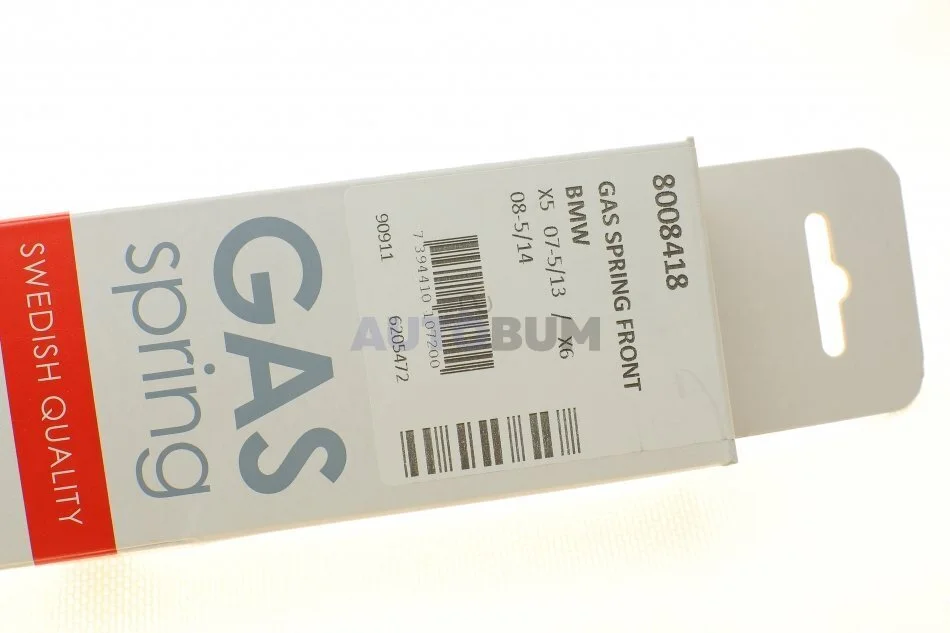 SWEDISH QUALITY
GAS
spring
8008418
GAS SPRING FRONT
BMW
X5 07-5/13 / X6
08-5/14
7 394410 107200
90911 6205472
AUTOBUM